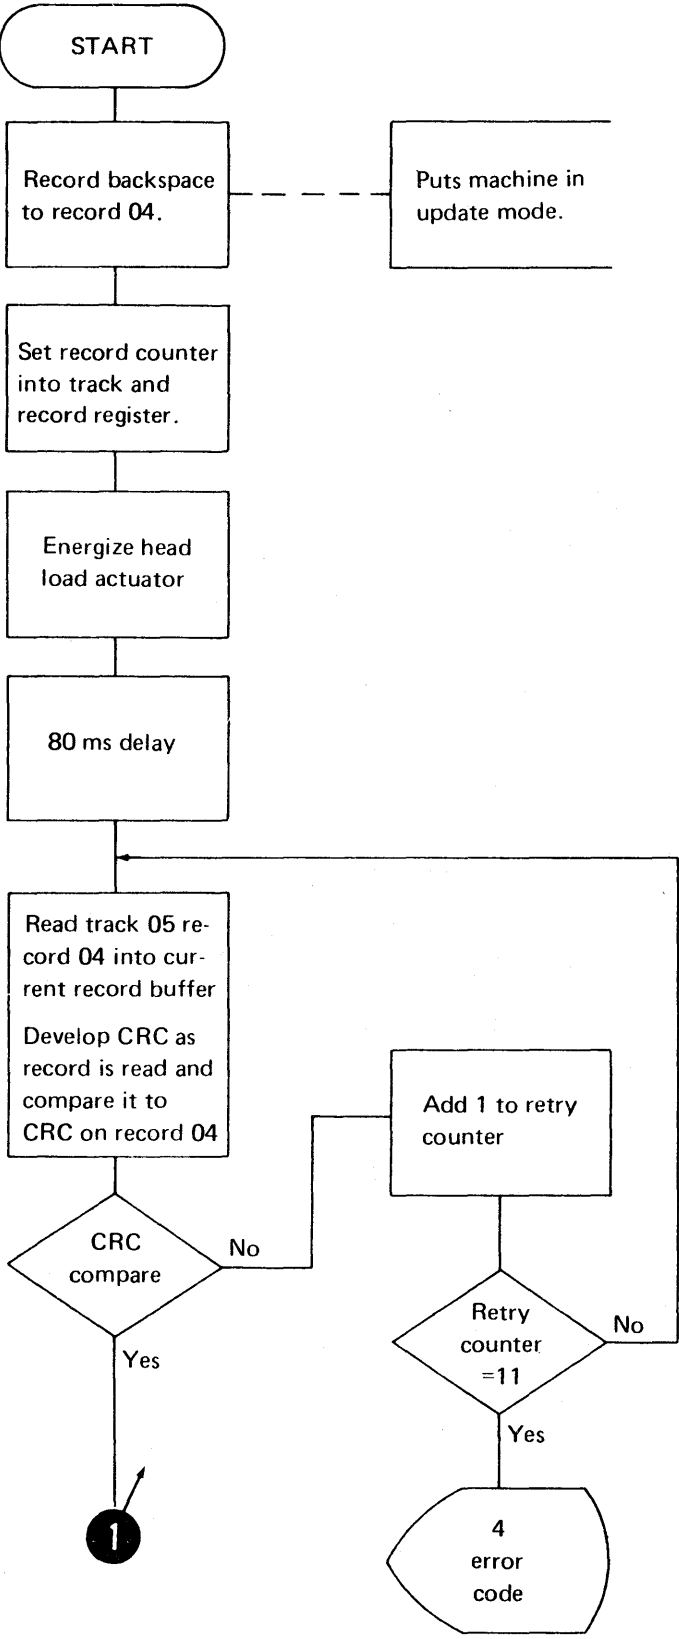 START
Record backspace
to record 04.
Puts machine in
update mode.
Set record counter
into track and
record register.
Energize head
load actuator
80 ms delay
Read track 05 re-
cord 04 into cur-
rent record buffer
Develop CRC as
record is read and
compare it to
CRC on record 04
Add 1 to retry
counter
CRC
compare
No
Yes
Retry
counter
=11
No
Yes
1
4
error
code